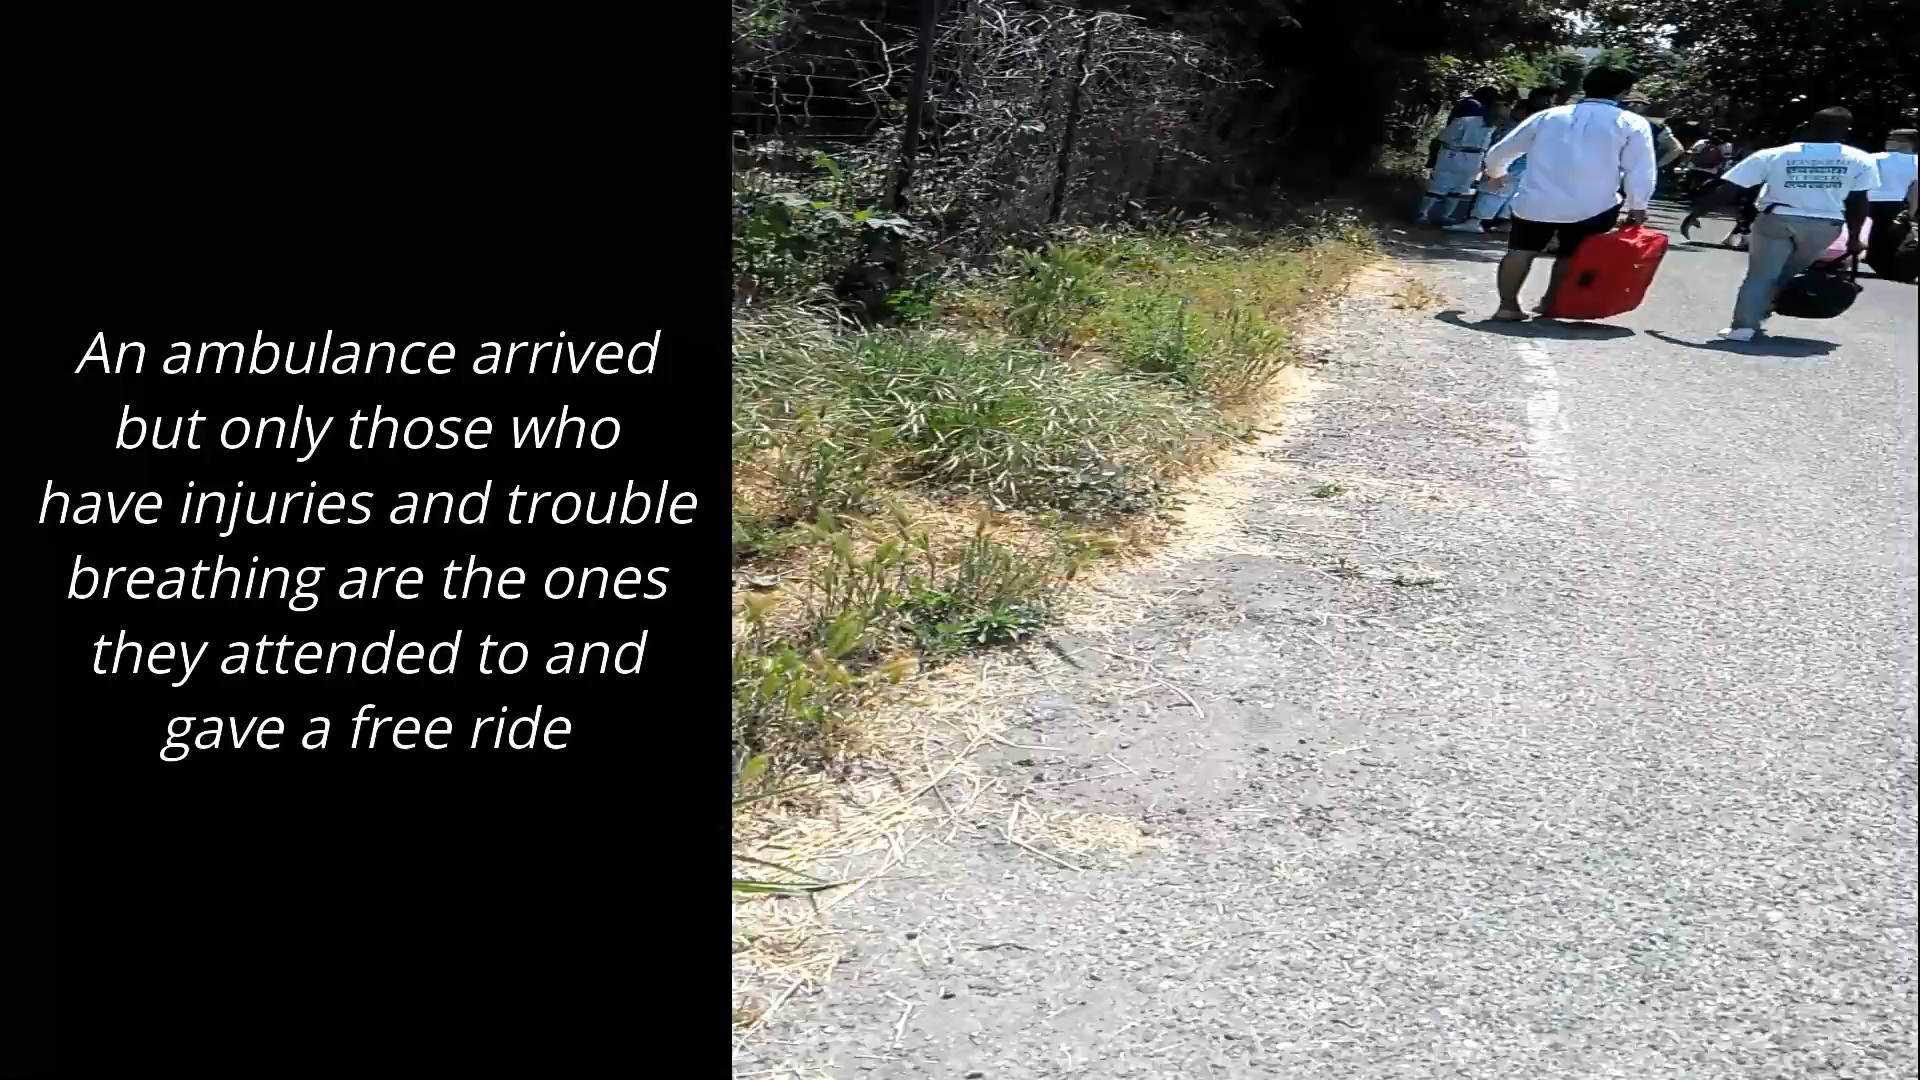 An ambulance arrived
but only those who
have injuries and trouble
breathing are the ones
they attended to and
gave a free ride